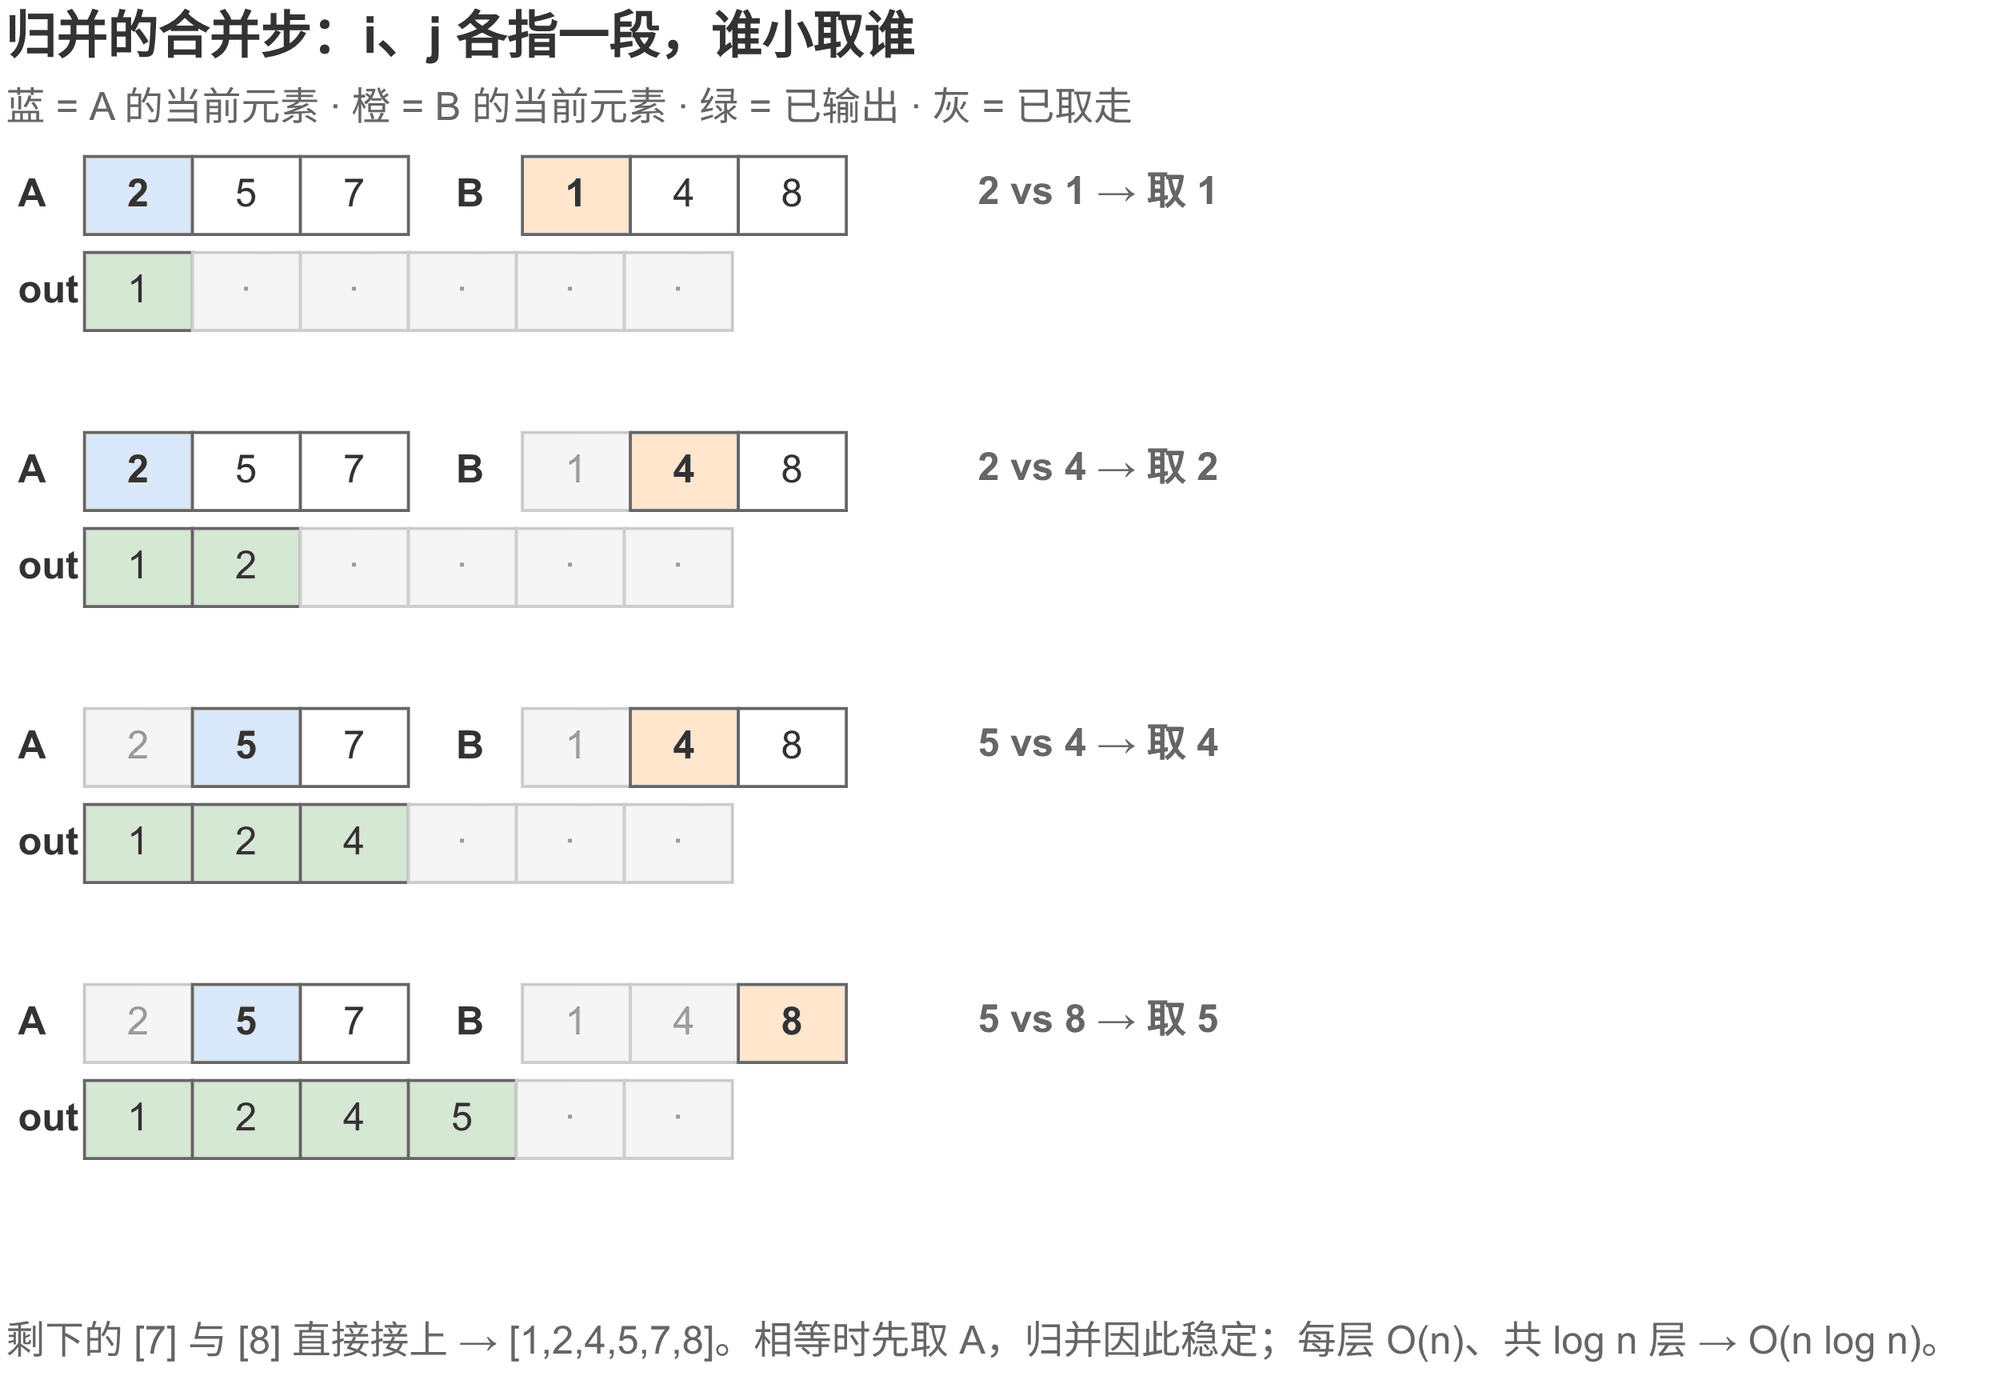 归并的合并步：i、j 各指一段，谁小取谁
蓝 = A 的当前元素 · 橙 = B 的当前元素 · 绿 = 已输出 · 灰 = 已取走
A 2 5 7 B 1 4 8 2 vs 1 → 取 1
out 1 · · · · ·
A 2 5 7 B 1 4 8 2 vs 4 → 取 2
out 1 2 · · · ·
A 2 5 7 B 1 4 8 5 vs 4 → 取 4
out 1 2 4 · · ·
A 2 5 7 B 1 4 8 5 vs 8 → 取 5
out 1 2 4 5 · ·
剩下的 [7] 与 [8] 直接接上 → [1,2,4,5,7,8]。相等时先取 A，归并因此稳定；每层 O(n)、共 log n 层 → O(n log n)。